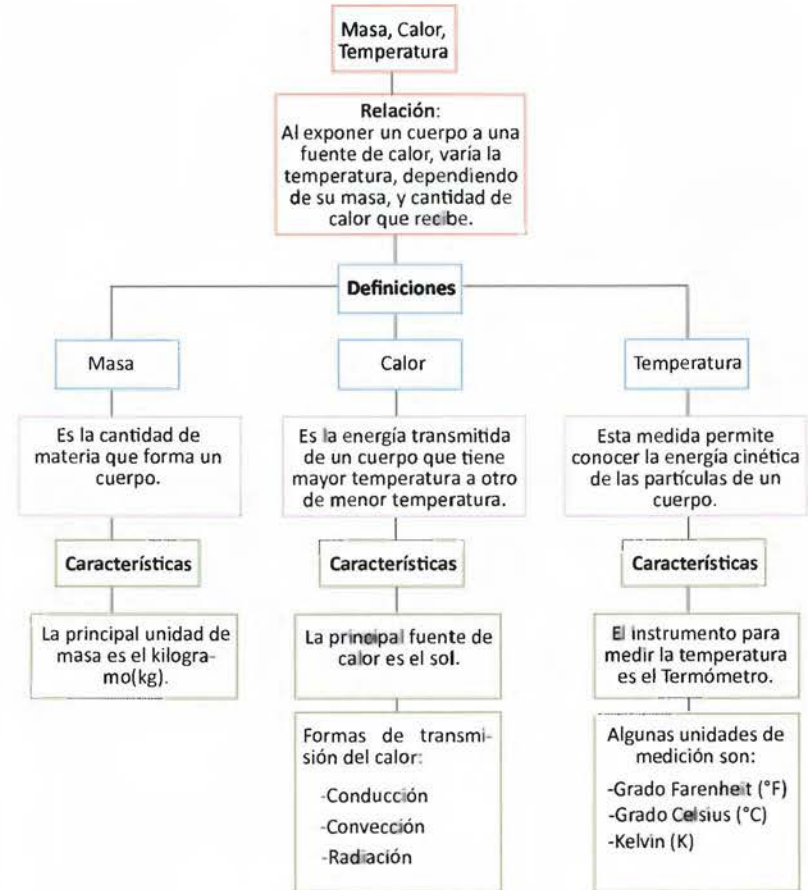 Masa, Calor,
Temperatura
Relación:
Al exponer un cuerpo a una
fuente de calor, varía la
temperatura, dependiendo
de su masa, y cantidad de
calor que recibe.
Definiciones
Masa
Calor
Temperatura
Es la cantidad de
materia que forma un
cuerpo.
Es la energía transmitida
de un cuerpo que tiene
mayor temperatura a otro
de menor temperatura.
Esta medida permite
conocer la energía cinética
de las partículas de un
cuerpo.
Características
Características
Características
La principal unidad de
masa es el kilogra-
mo(kg).
La principal fuente de
calor es el sol.
El instrumento para
medir la temperatura
es el Termómetro.
Formas de transmi-
sión del calor:
-Conducción
-Convección
-Radiación
Algunas unidades de
medición son:
-Grado Farenheit (°F)
-Grado Celsius (°C)
-Kelvin (K)